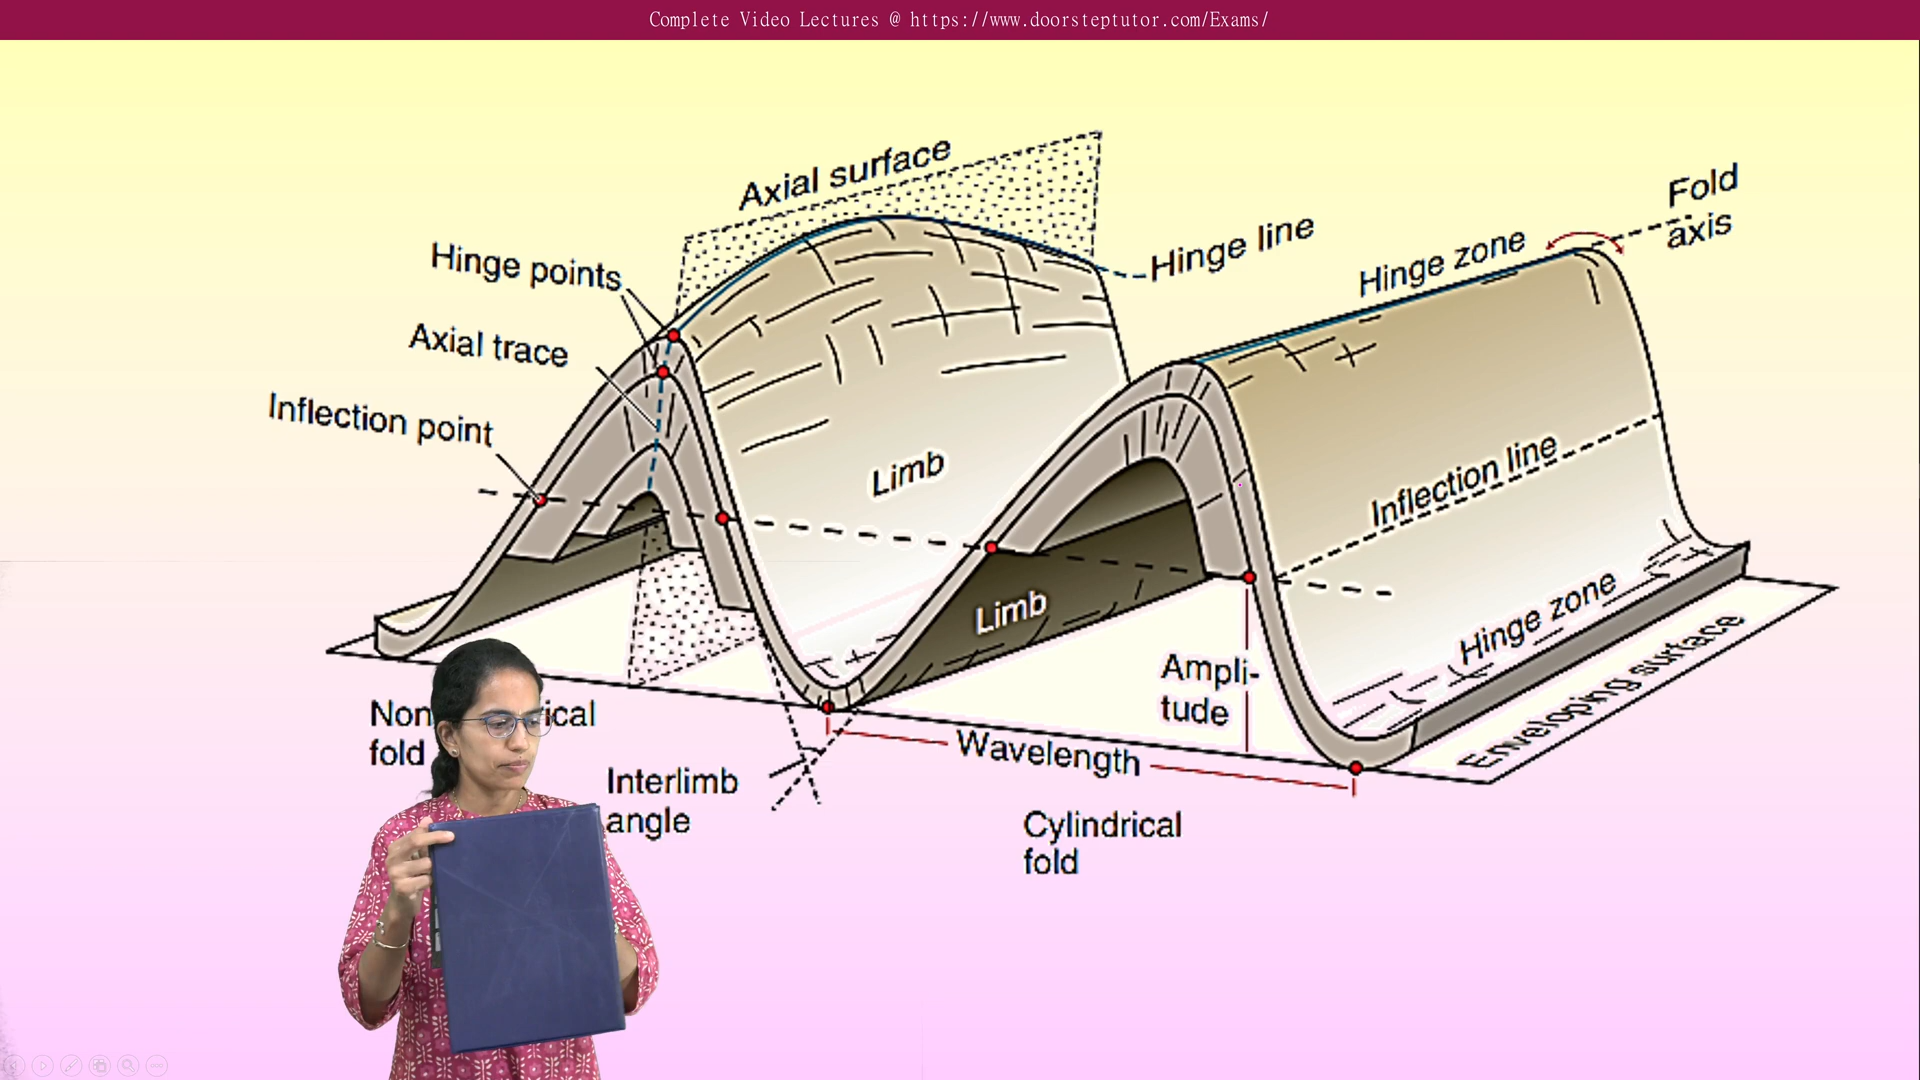 Complete Video Lectures @ https://www.doorsteptutor.com/Exams/
Axial surface
Fold
axis
Hinge points
Hinge line
Hinge zone
Axial trace
Inflection point
Limb
Inflection line
Limb
Hinge zone
Enveloping surface
Ampli-
tude
Non ical
fold
Wavelength
Interlimb
angle
Cylindrical
fold